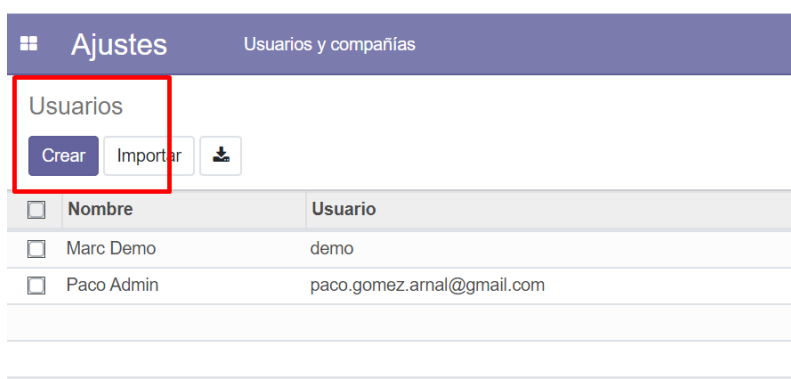 Ajustes Usuarios y compañías
Usuarios
Crear Importar
Nombre Usuario
Marc Demo demo
Paco Admin paco.gomez.arnal@gmail.com